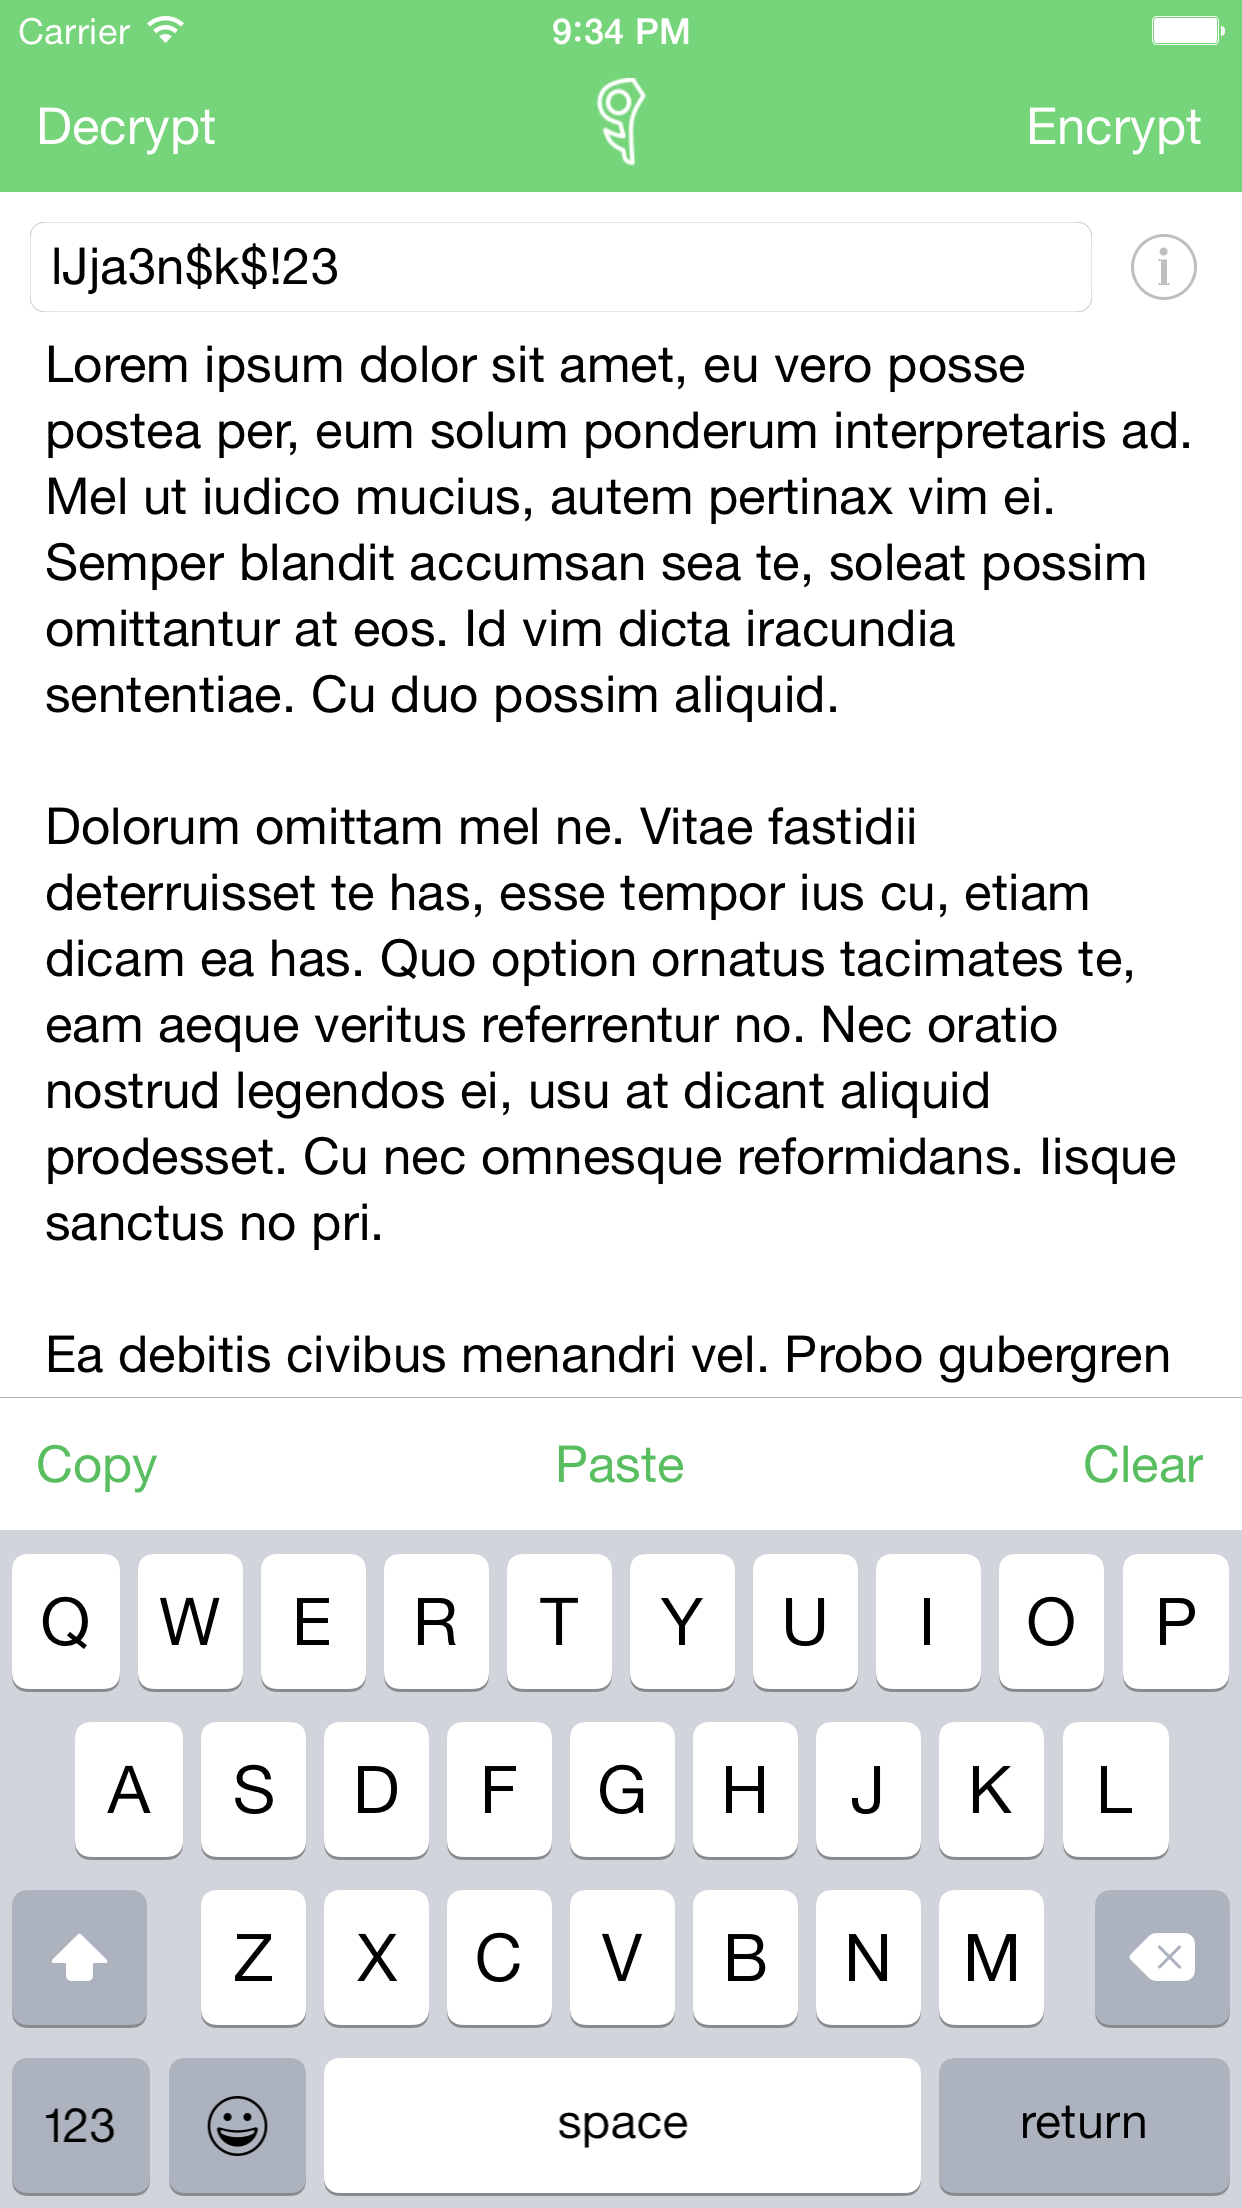 Carrier
9:34 PM
Decrypt
Encrypt
lJja3n$k$!23
i
Lorem ipsum dolor sit amet, eu vero posse
postea per, eum solum ponderum interpretaris ad.
Mel ut iudico mucius, autem pertinax vim ei.
Semper blandit accumsan sea te, soleat possim
omittantur at eos. Id vim dicta iracundia
sententiae. Cu duo possim aliquid.
Dolorum omittam mel ne. Vitae fastidii
deterruisset te has, esse tempor ius cu, etiam
dicam ea has. Quo option ornatus tacimates te,
eam aeque veritus referrentur no. Nec oratio
nostrud legendos ei, usu at dicant aliquid
prodesset. Cu nec omnesque reformidans. Iisque
sanctus no pri.
Ea debitis civibus menandri vel. Probo gubergren
Copy
Paste
Clear
Q W E R T Y U I O P
A S D F G H J K L
Z X C V B N M
123
space
return